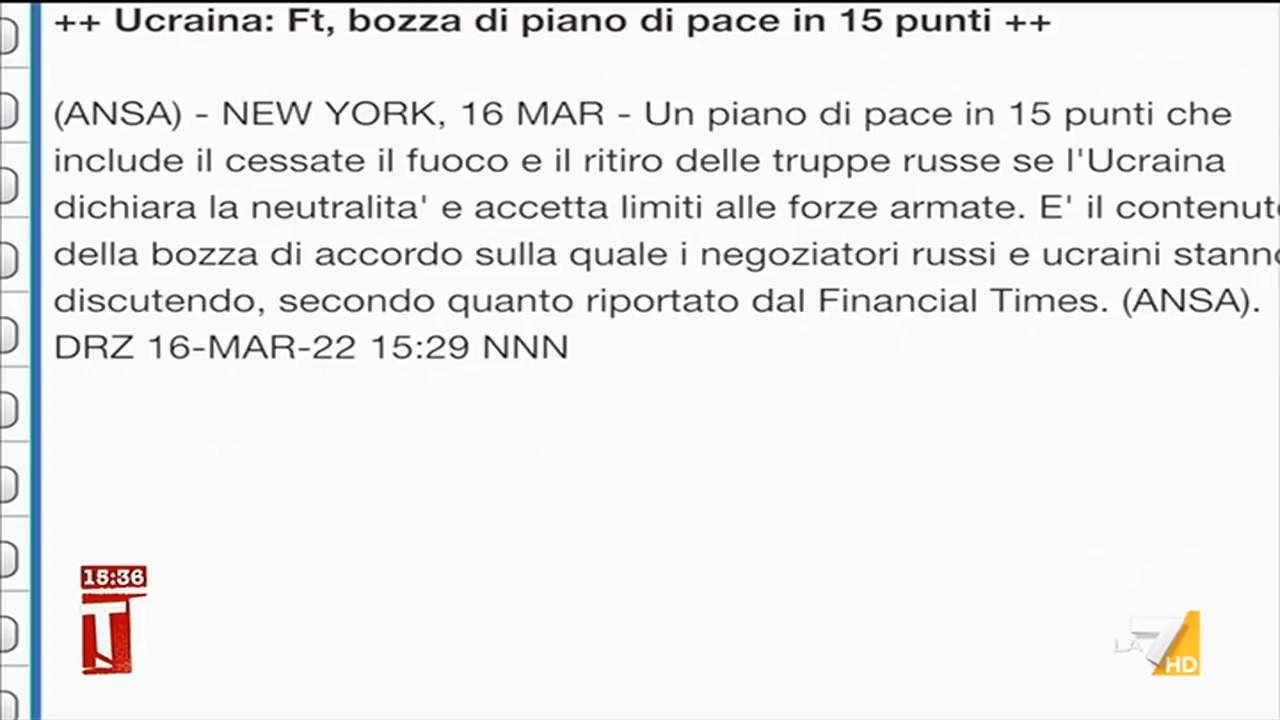 ++ Ucraina: Ft, bozza di piano di pace in 15 punti ++
(ANSA) - NEW YORK, 16 MAR - Un piano di pace in 15 punti che
include il cessate il fuoco e il ritiro delle truppe russe se l'Ucraina
dichiara la neutralita' e accetta limiti alle forze armate. E' il contenuto
della bozza di accordo sulla quale i negoziatori russi e ucraini stanno
discutendo, secondo quanto riportato dal Financial Times. (ANSA).
DRZ 16-MAR-22 15:29 NNN
15:36
T
LA7
HD